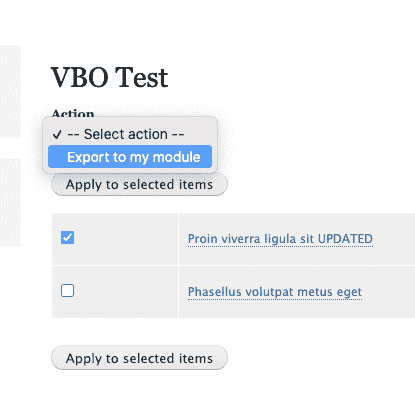 VBO Test
Action
✓ -- Select action --
Export to my module
Apply to selected items
Proin viverra ligula sit UPDATED
Phasellus volutpat metus eget
Apply to selected items